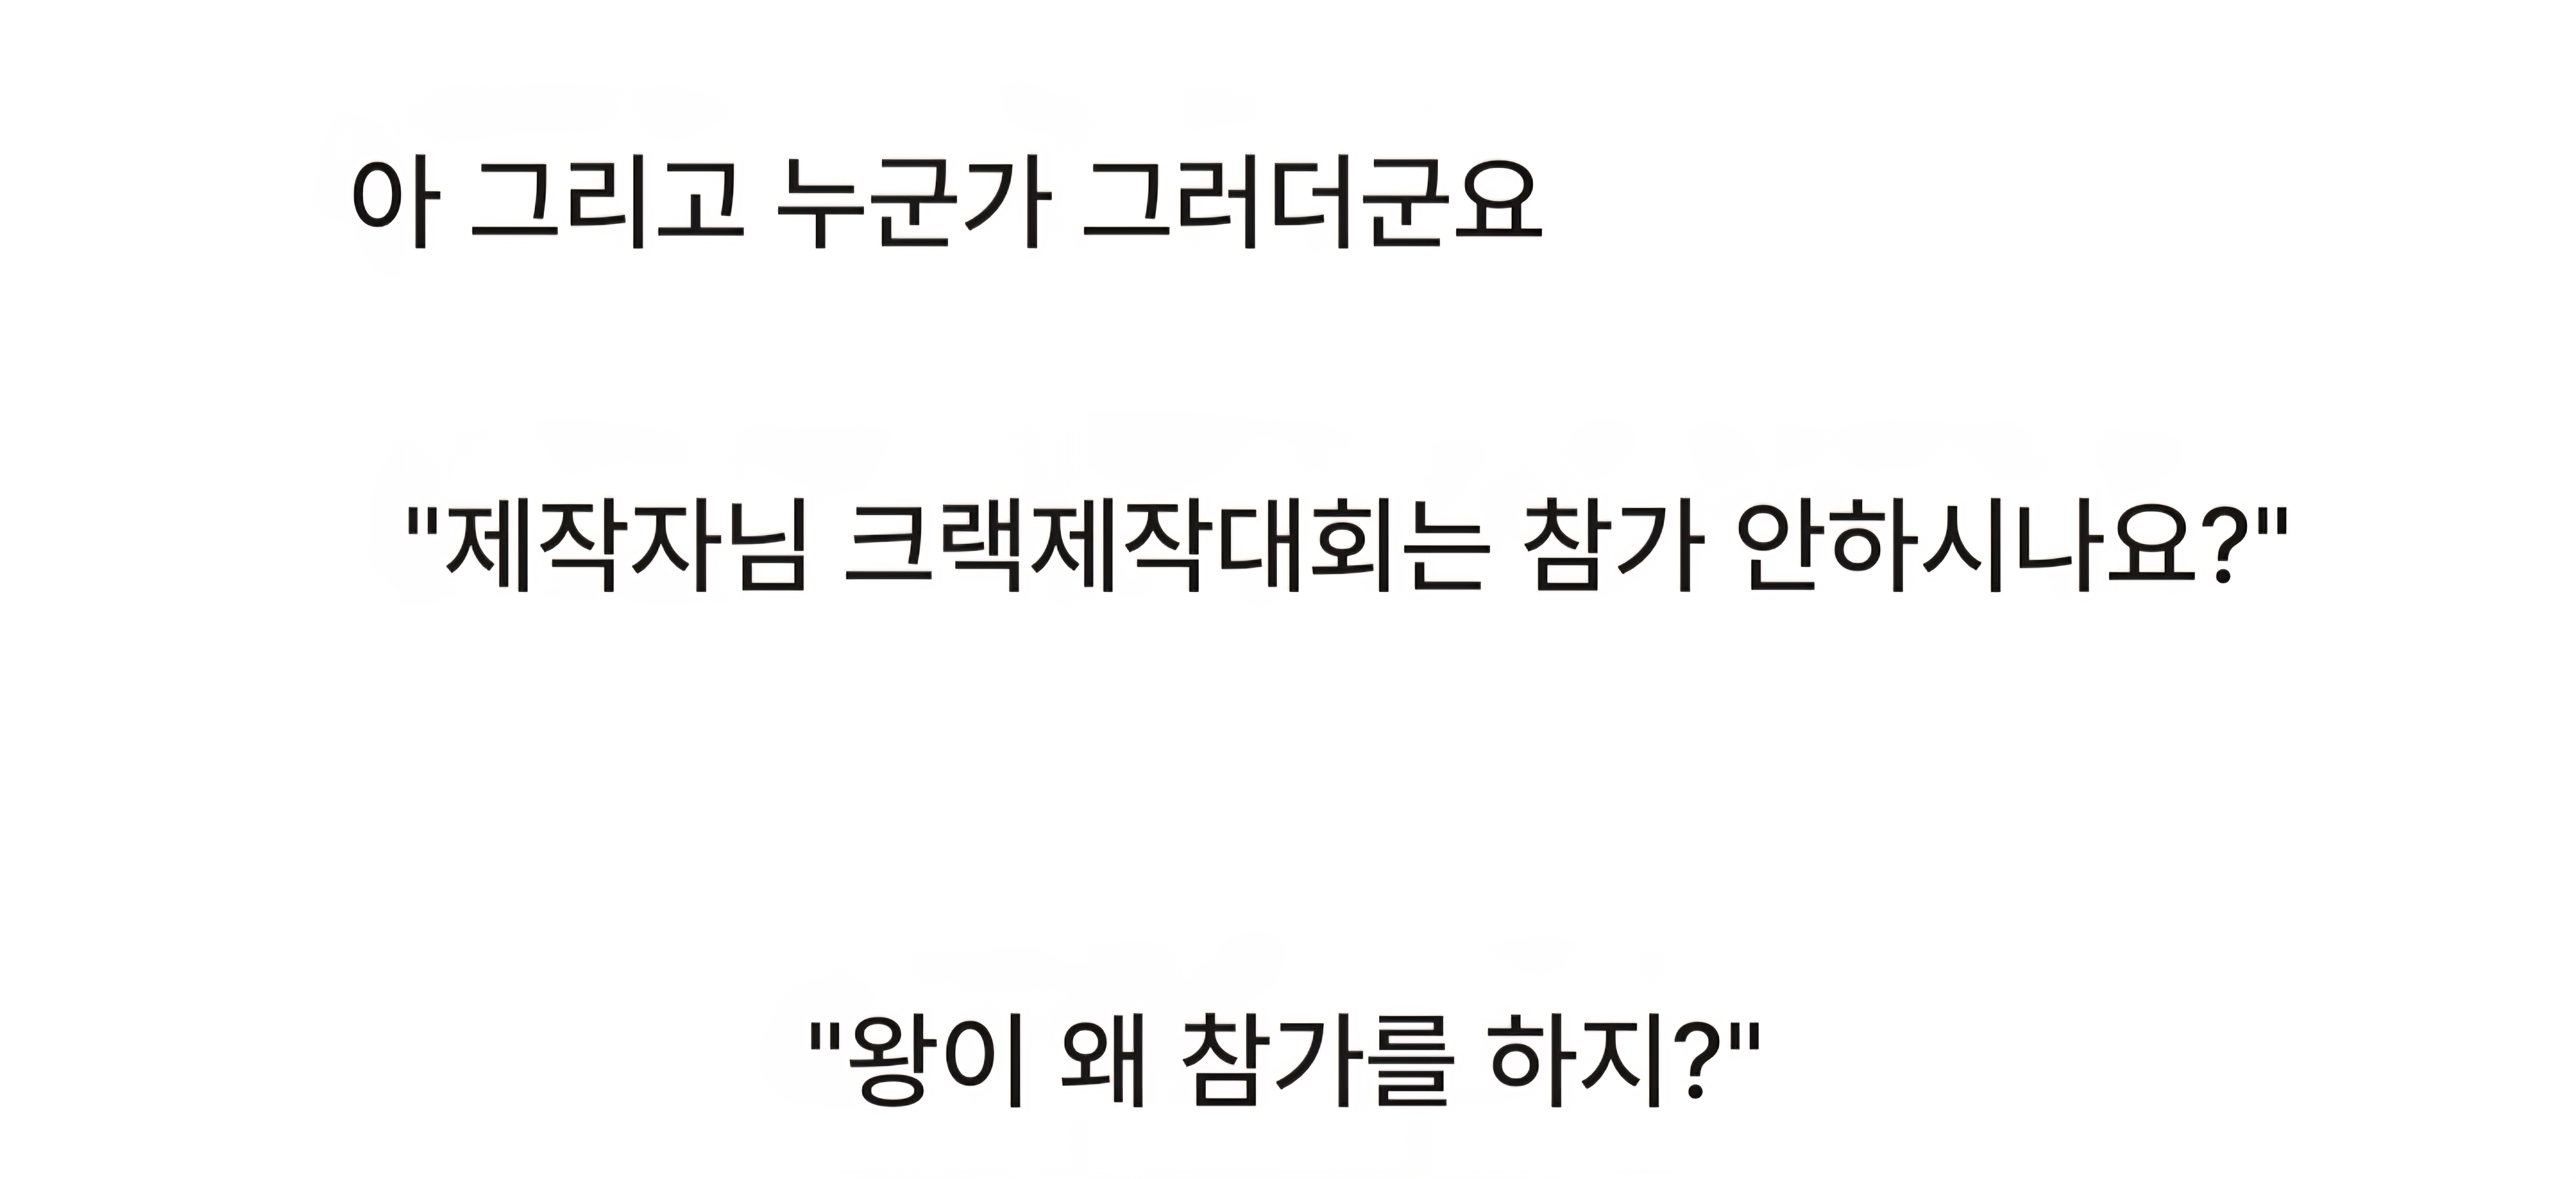 아 그리고 누군가 그러더군요
"제작자님 크랙제작대회는 참가 안하시나요?"
"왕이 왜 참가를 하지?"